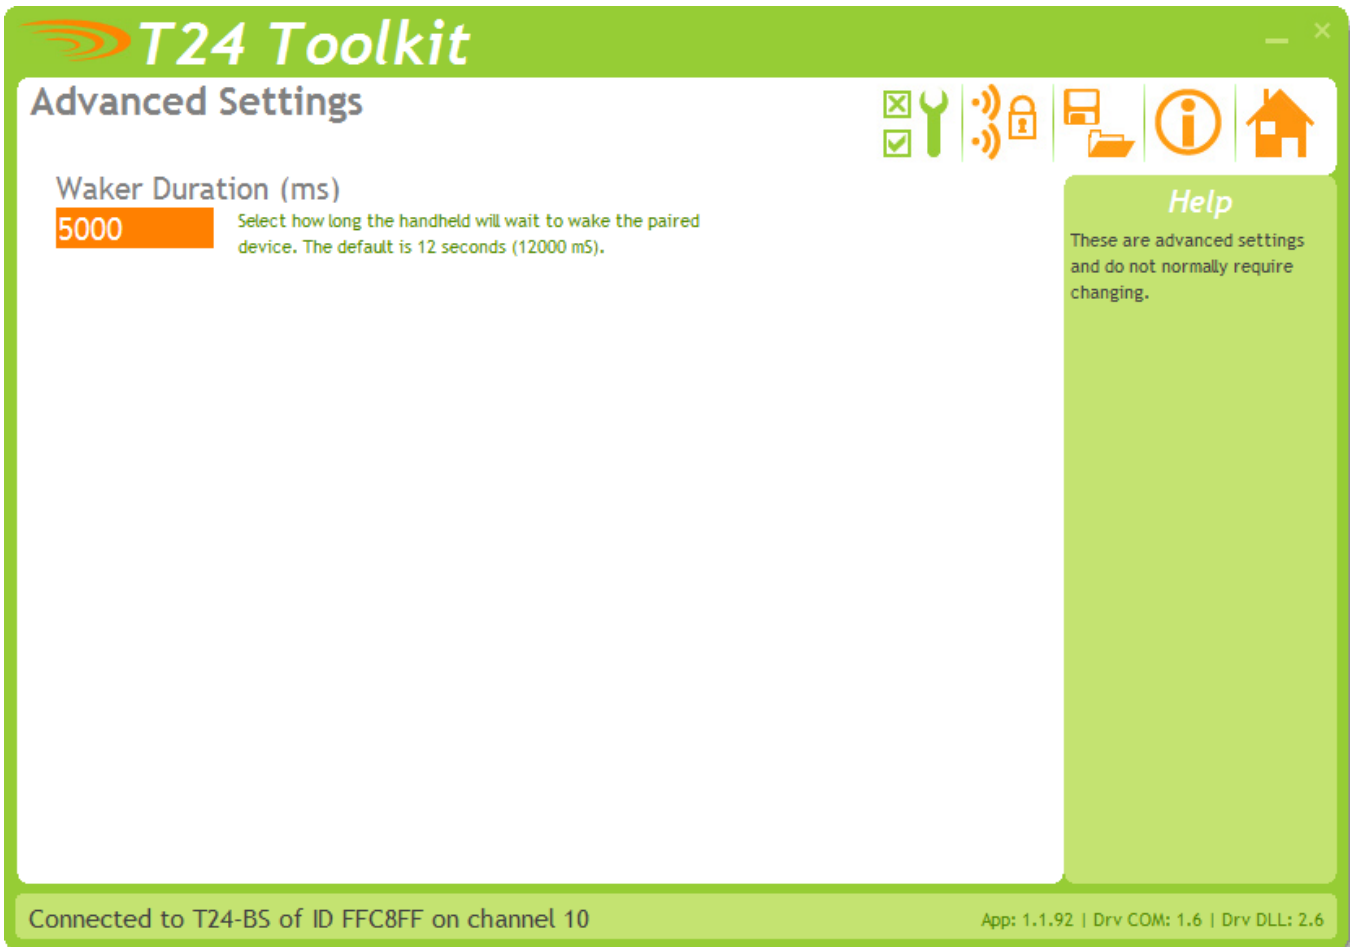 T24 Toolkit
Advanced Settings
Waker Duration (ms)
5000
Select how long the handheld will wait to wake the paired
device. The default is 12 seconds (12000 mS).
Help
These are advanced settings
and do not normally require
changing.
Connected to T24-BS of ID FFC8FF on channel 10
App: 1.1.92 | Drv COM: 1.6 | Drv DLL: 2.6